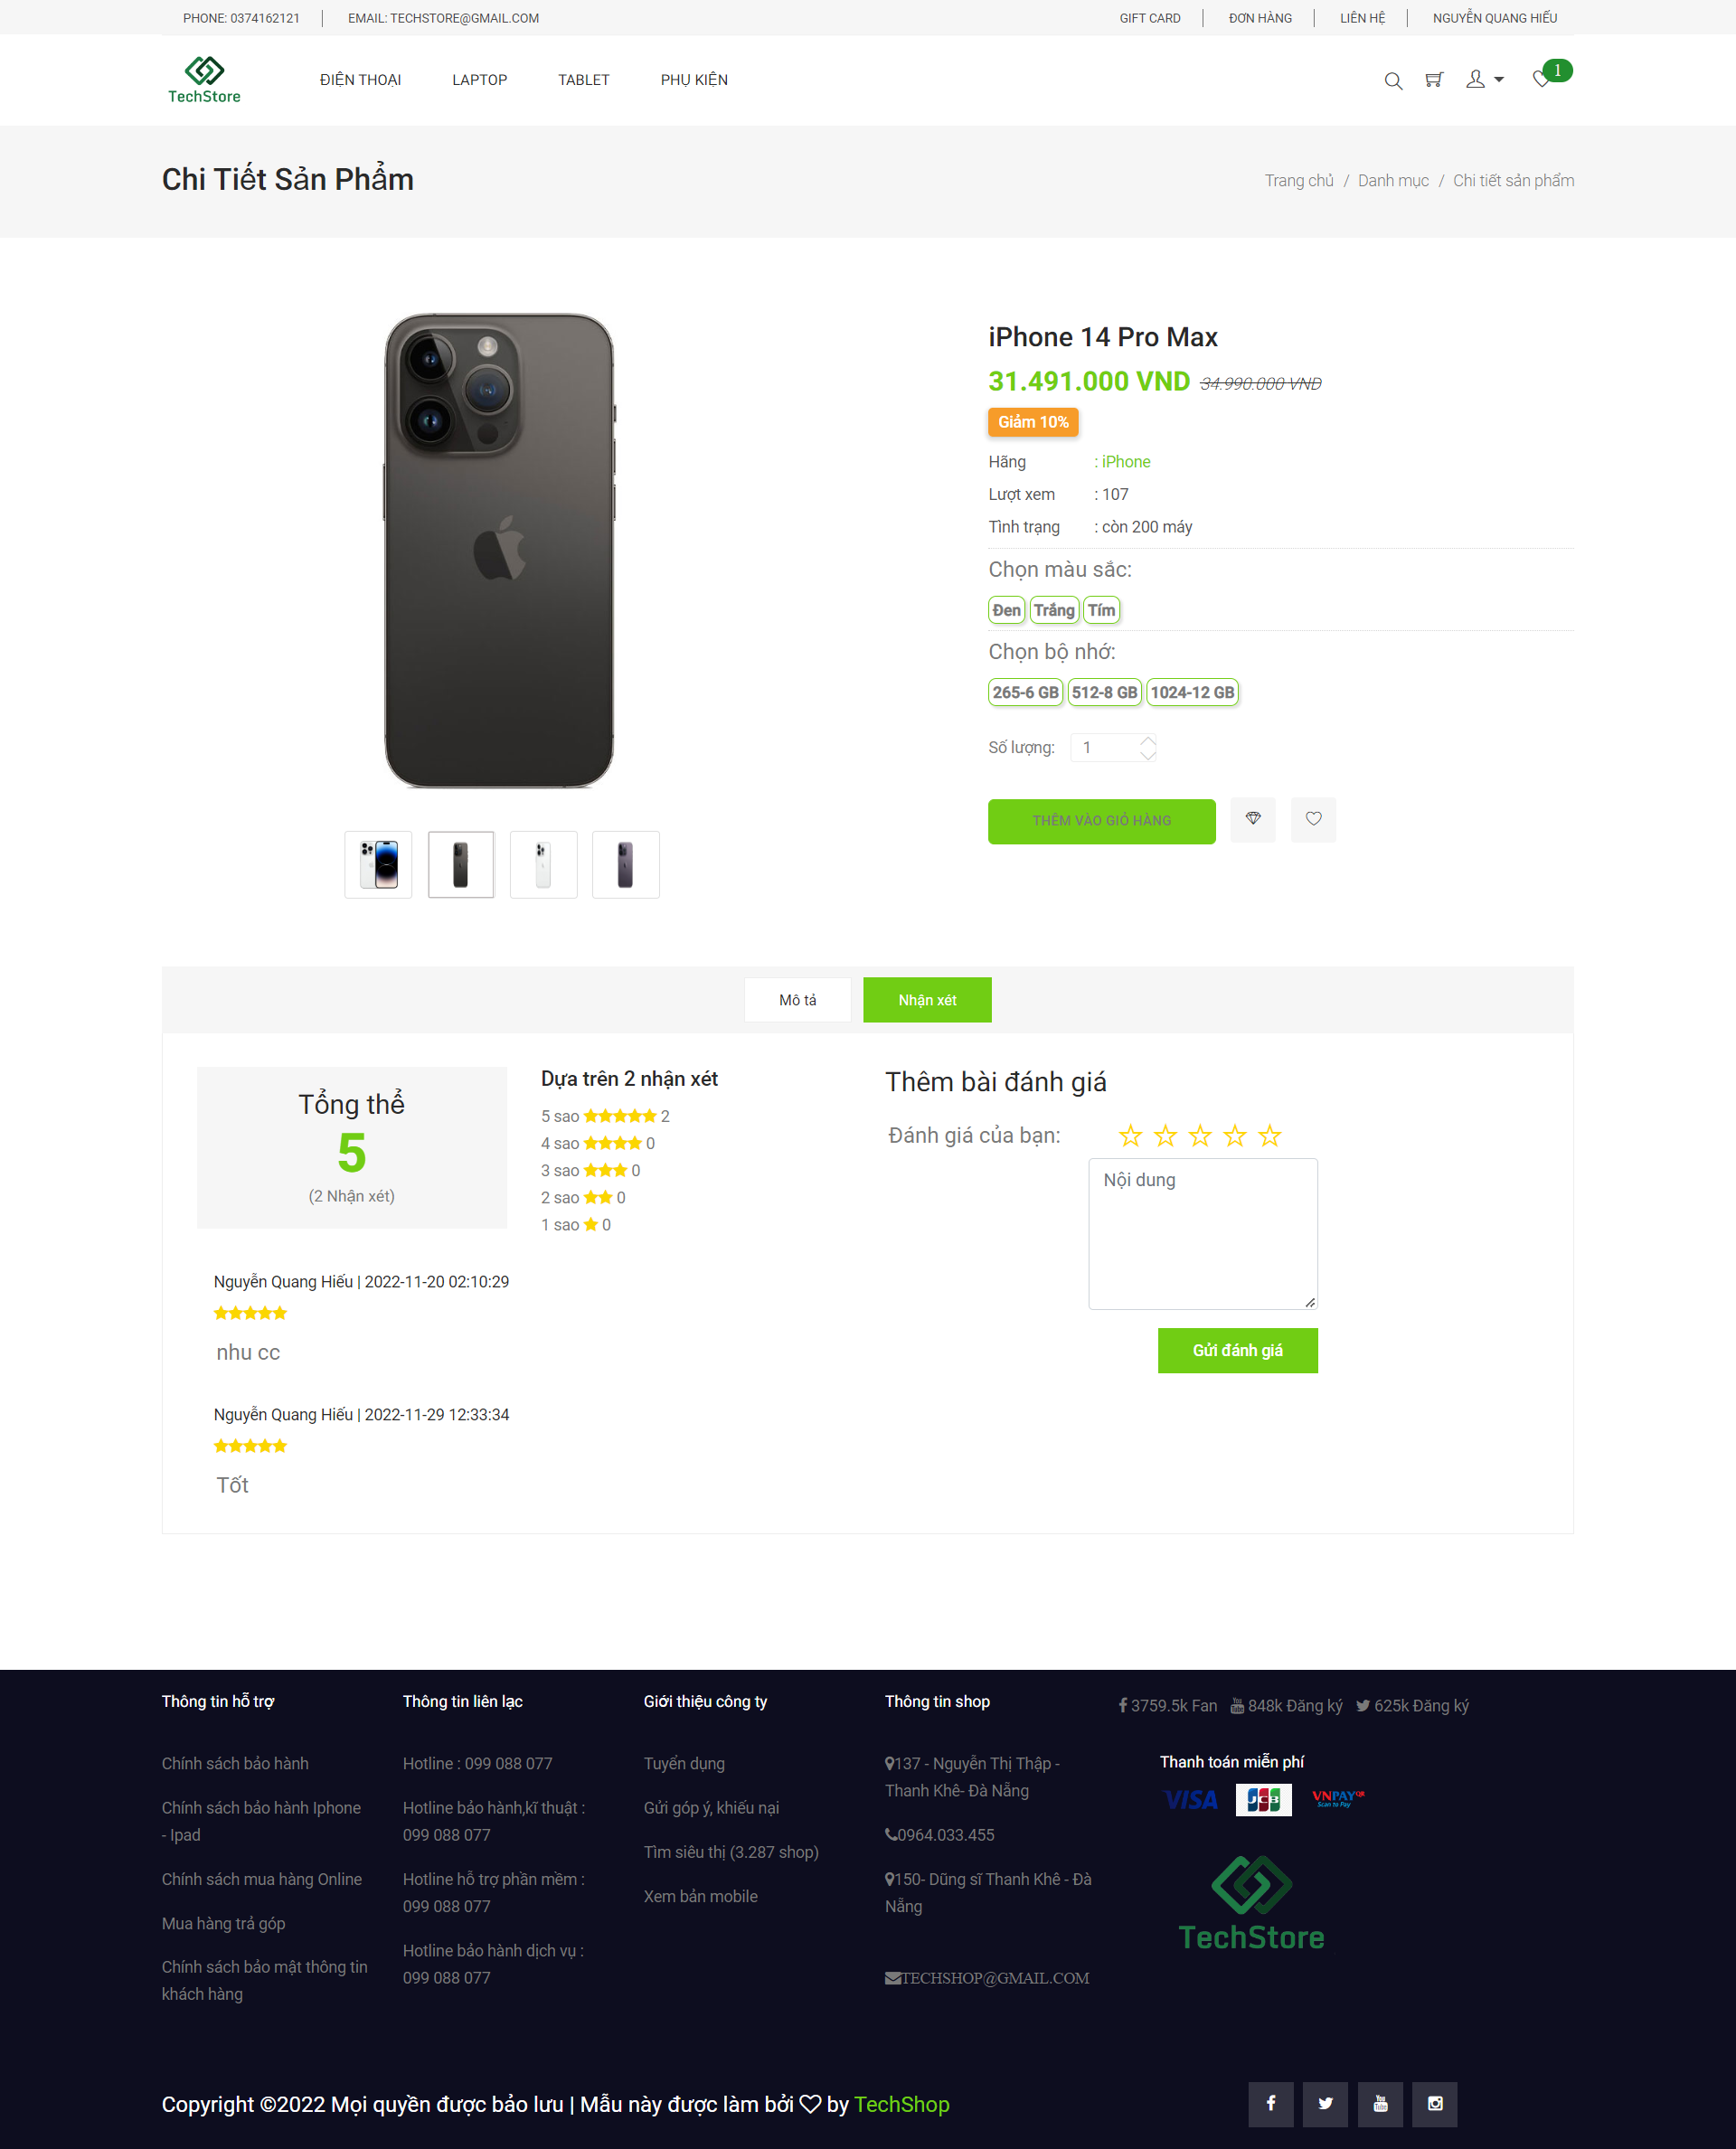 PHONE: 0374162121
EMAIL: TECHSTORE@GMAIL.COM
GIFT CARD
ĐƠN HÀNG
LIÊN HỆ
NGUYỄN QUANG HIẾU
TechStore
ĐIỆN THOẠI
LAPTOP
TABLET
PHỤ KIỆN
1
Chi Tiết Sản Phẩm
Trang chủ / Danh mục / Chi tiết sản phẩm
iPhone 14 Pro Max
31.491.000 VND 34.990.000 VND
Giảm 10%
Hãng : iPhone
Lượt xem : 107
Tình trạng : còn 200 máy
Chọn màu sắc:
Đen Trắng Tím
Chọn bộ nhớ:
265-6 GB 512-8 GB 1024-12 GB
Số lượng: 1
THÊM VÀO GIỎ HÀNG
Mô tả
Nhận xét
Tổng thể
5
(2 Nhận xét)
Dựa trên 2 nhận xét
5 sao 2
4 sao 0
3 sao 0
2 sao 0
1 sao 0
Nguyễn Quang Hiếu | 2022-11-20 02:10:29
nhu cc
Nguyễn Quang Hiếu | 2022-11-29 12:33:34
Tốt
Thêm bài đánh giá
Đánh giá của bạn:
Nội dung
Gửi đánh giá
Thông tin hỗ trợ
Chính sách bảo hành
Chính sách bảo hành Iphone
- Ipad
Chính sách mua hàng Online
Mua hàng trả góp
Chính sách bảo mật thông tin
khách hàng
Thông tin liên lạc
Hotline : 099 088 077
Hotline bảo hành,kĩ thuật :
099 088 077
Hotline hỗ trợ phần mềm :
099 088 077
Hotline bảo hành dịch vụ :
099 088 077
Giới thiệu công ty
Tuyển dụng
Gửi góp ý, khiếu nại
Tìm siêu thị (3.287 shop)
Xem bản mobile
Thông tin shop
137 - Nguyễn Thị Thập -
Thanh Khê- Đà Nẵng
0964.033.455
150- Dũng sĩ Thanh Khê - Đà
Nẵng
TECHSHOP@GMAIL.COM
3759.5k Fan 848k Đăng ký 625k Đăng ký
Thanh toán miễn phí
VISA JCB VNPAYQR
Scan to Pay
TechStore
Copyright ©2022 Mọi quyền được bảo lưu | Mẫu này được làm bởi by TechShop